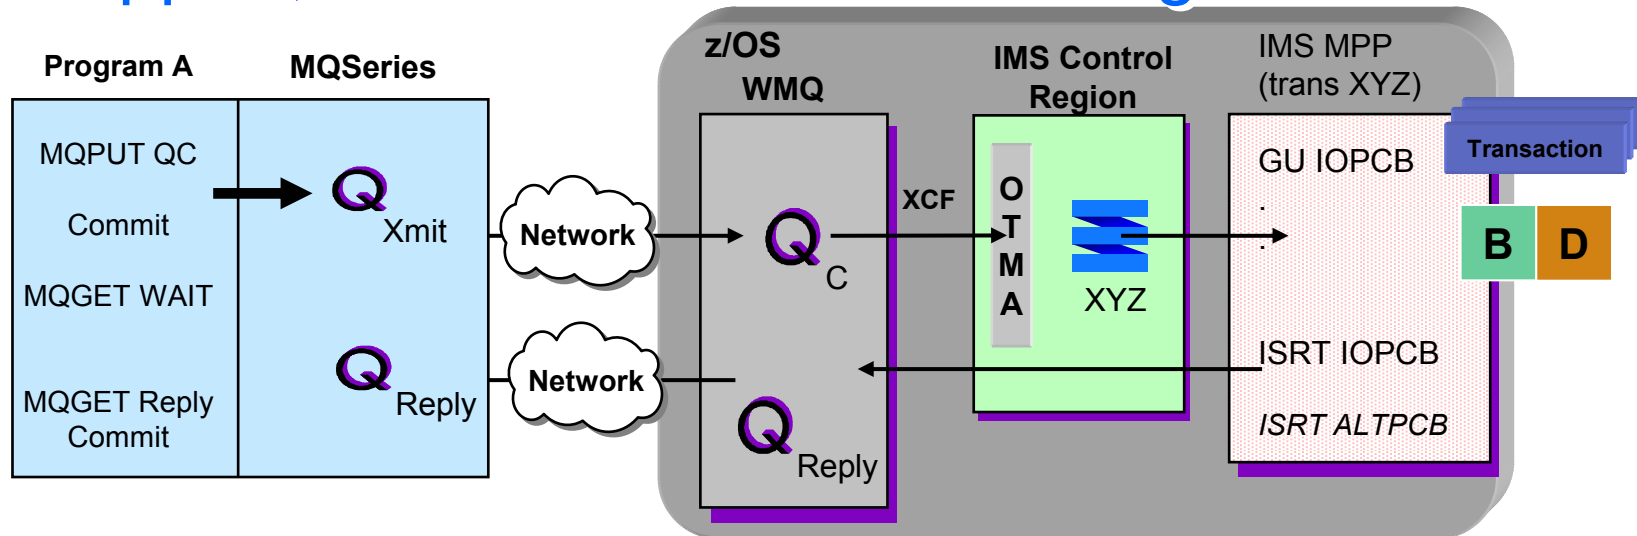 Program A
MQSeries
MQPUT QC
Commit
MQGET WAIT
MQGET Reply
Commit
Q
Xmit
Q
Reply
Network
Network
z/OS
WMQ
Q
C
Q
Reply
XCF
IMS Control
Region
O
T
M
A
XYZ
IMS MPP
(trans XYZ)
GU IOPCB
.
.
ISRT IOPCB
ISRT ALTPCB
Transaction
B
D